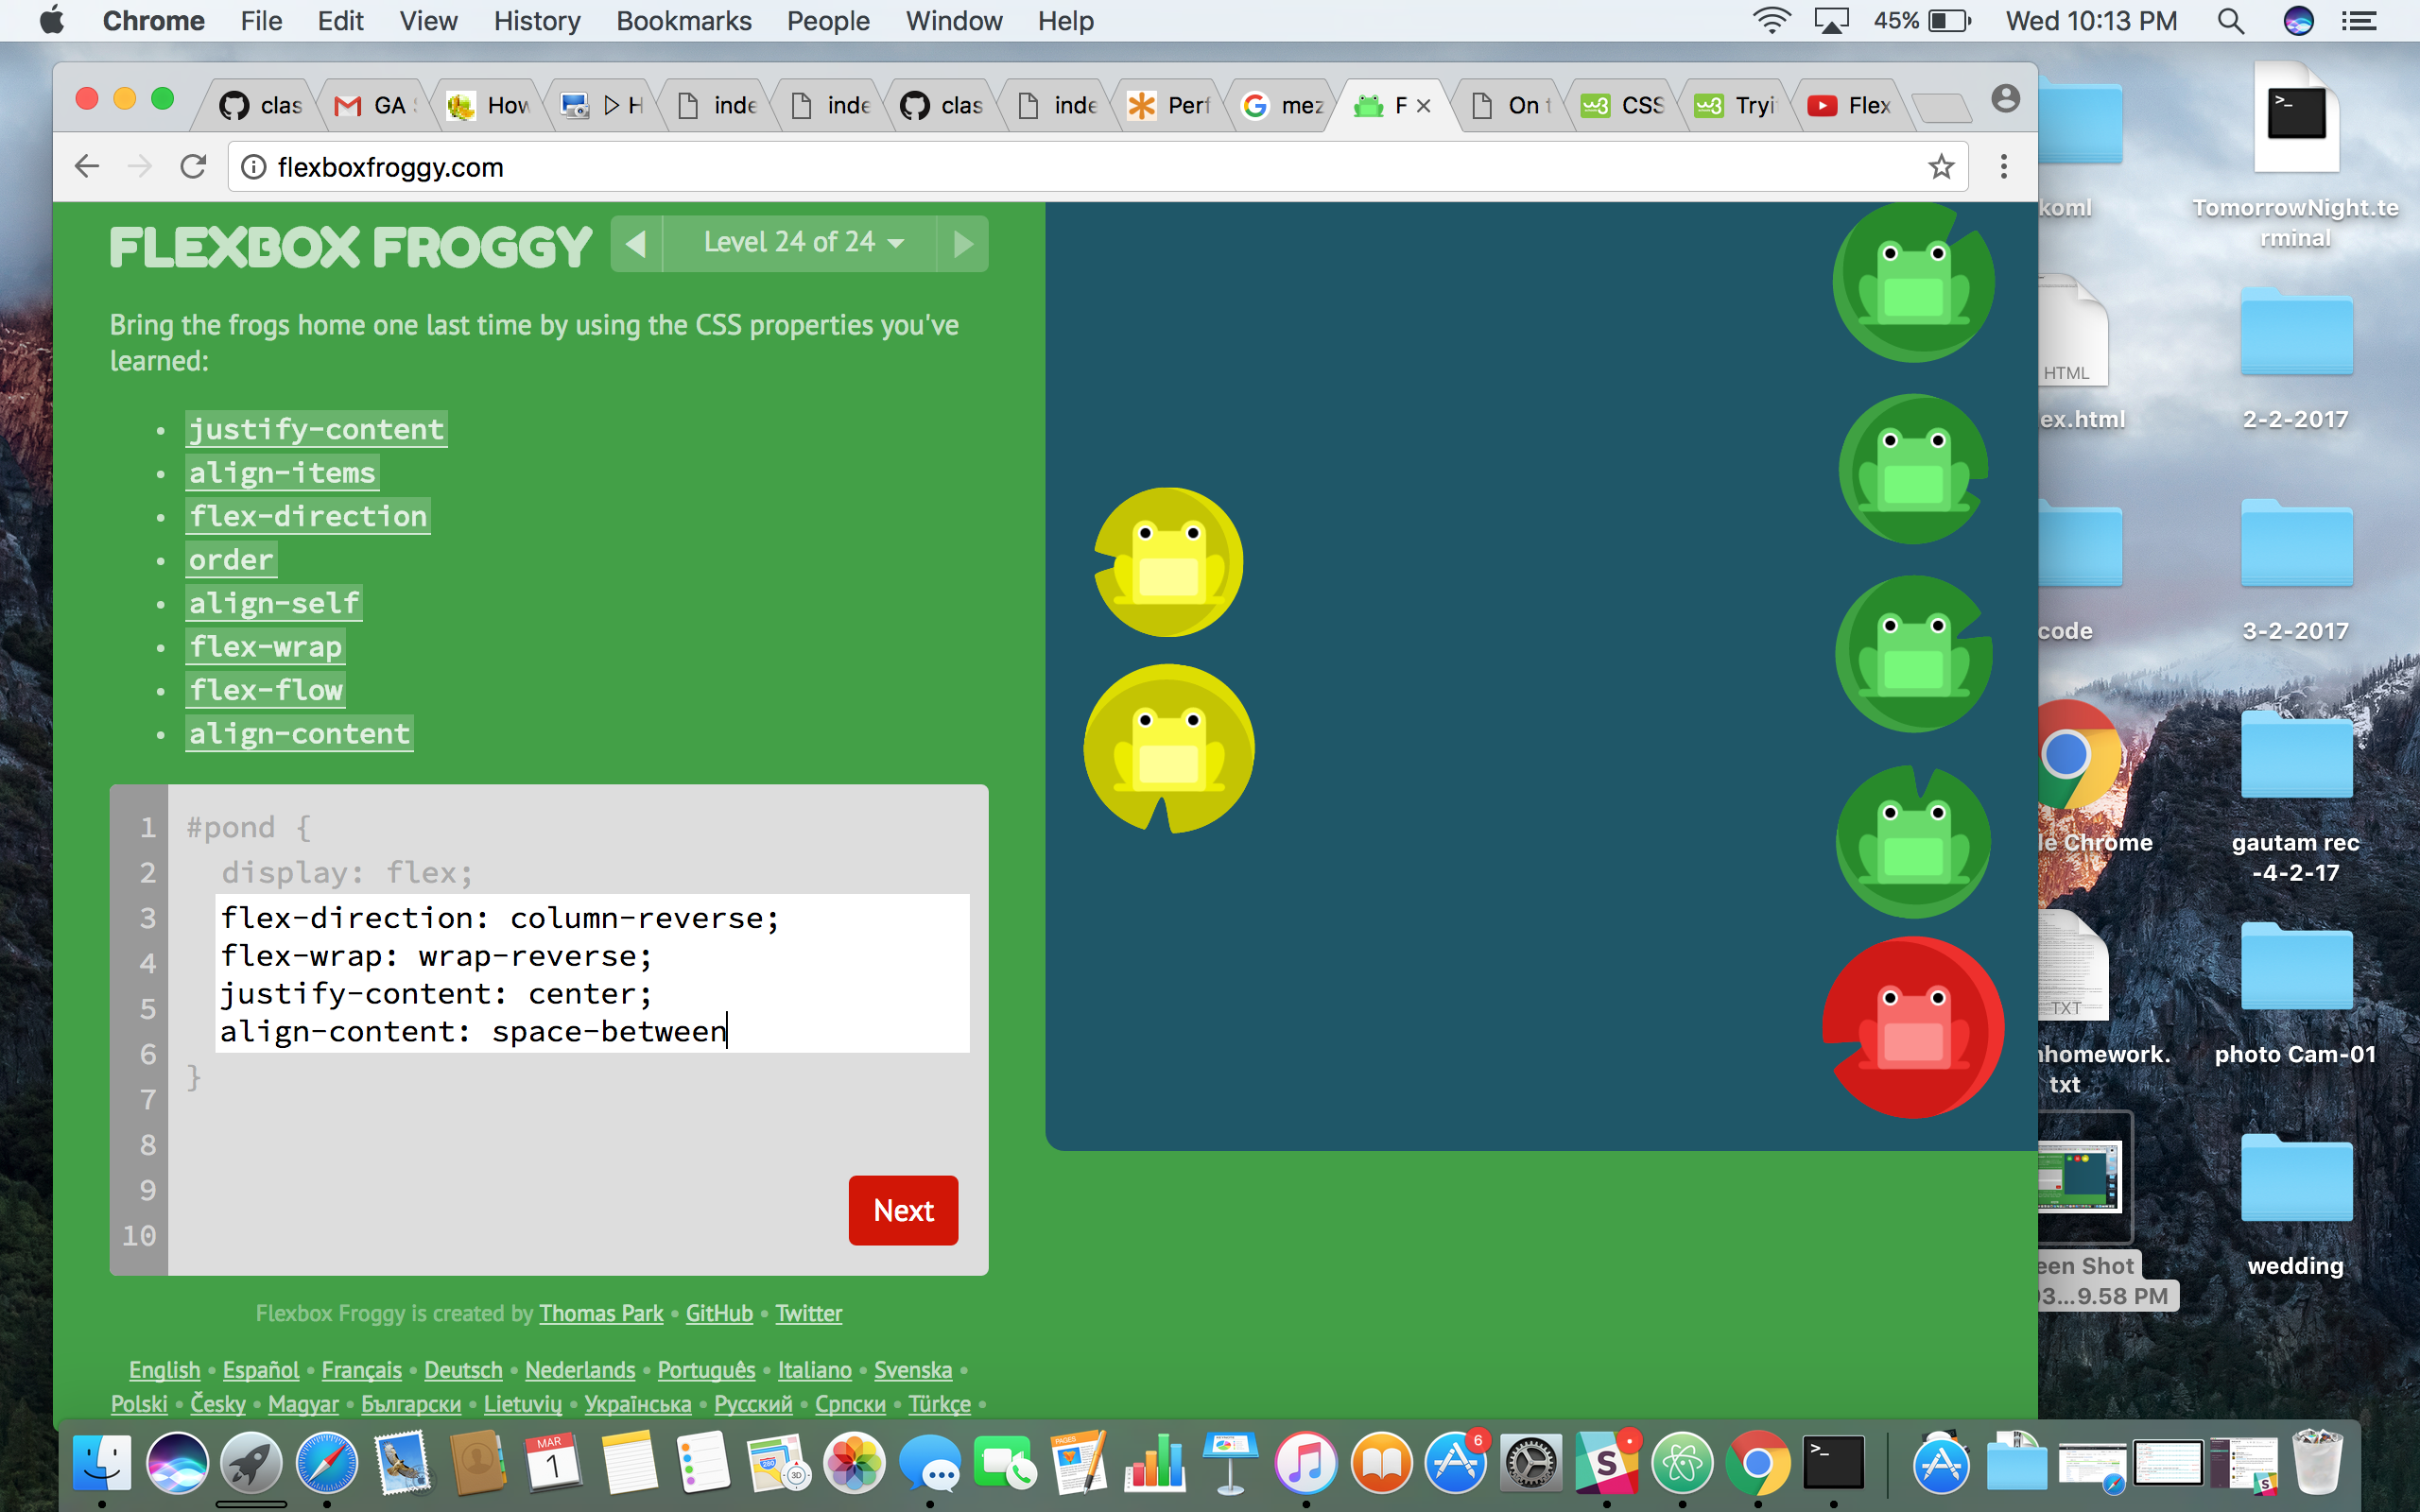 Chrome File Edit View History Bookmarks People Window Help 45% Wed 10:13 PM
clas GA How H inde inde clas inde Perf mez F On t CSS Tryi Flex
flexboxfroggy.com
FLEXBOX FROGGY
Level 24 of 24
Bring the frogs home one last time by using the CSS properties you've
learned:
• justify-content
• align-items
• flex-direction
• order
• align-self
• flex-wrap
• flex-flow
• align-content
1 #pond {
2 display: flex;
3 flex-direction: column-reverse;
4 flex-wrap: wrap-reverse;
5 justify-content: center;
6 align-content: space-between
7 }
8
9
10
Next
Flexbox Froggy is created by Thomas Park • GitHub • Twitter
English • Español • Français • Deutsch • Nederlands • Português • Italiano • Svenska •
Polski • Česky • Magyar • Български • Lietuvių • Українська • Русский • Српски • Türkçe •
koml
TomorrowNight.te
rminal
HTML
ex.html
2-2-2017
code
3-2-2017
le Chrome
gautam rec
-4-2-17
TXT
homework.
txt
photo Cam-01
een Shot
03...9.58 PM
wedding
MAR
1
PAGES
3D
6